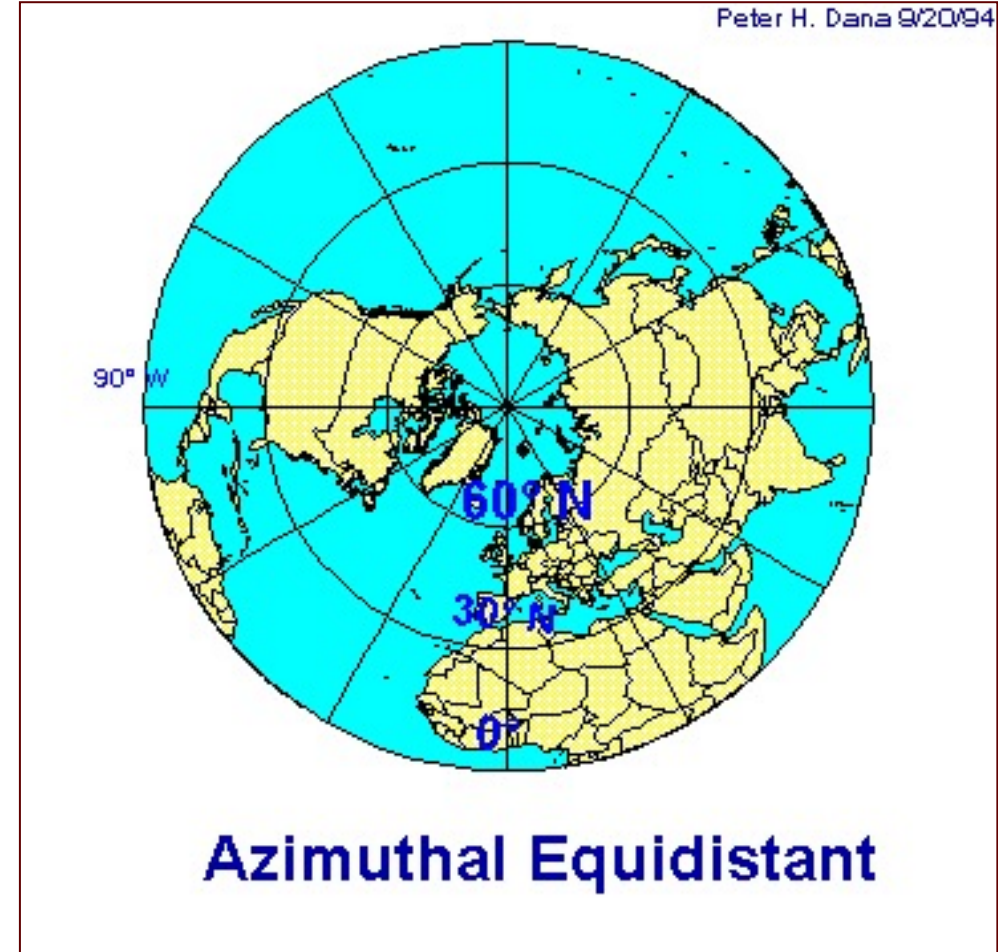 Peter H. Dana 9/20/94
90° W
60° N
30° N
0°
Azimuthal Equidistant